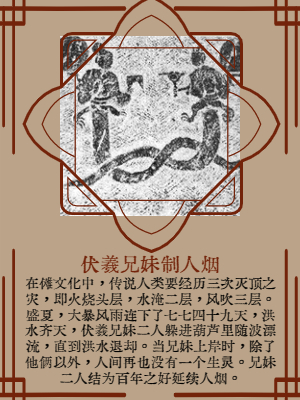 伏羲兄妹制人烟
在傩文化中，传说人类要经历三次灭顶之
灾，即火烧头层，水淹二层，风吹三层。
盛夏，大暴风雨连下了七七四十九天，洪
水齐天，伏羲兄妹二人躲进葫芦里随波漂
流，直到洪水退却。当兄妹上岸时，除了
他俩以外，人间再也没有一个生灵。兄妹
二人结为百年之好延续人烟。